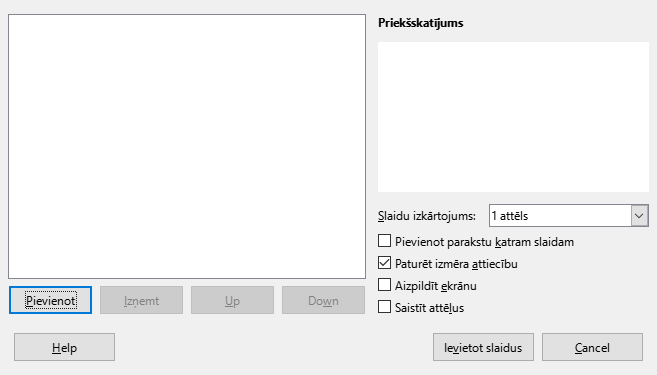 Priekšskatījums
Slaidu izkārtojums: 1 attēls
Pievienot parakstu katram slaidam
Paturēt izmēra attiecību
Aizpildīt ekrānu
Saistīt attēļus
Pievienot Izņemt Up Down
Help Ievietot slaidus Cancel